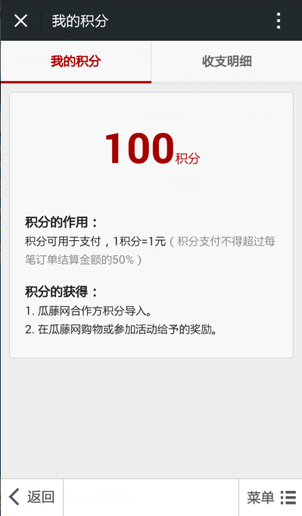 我的积分
我的积分
收支明细
100积分
积分的作用：
积分可用于支付，1积分=1元（积分支付不得超过每
笔订单结算金额的50%）
积分的获得：
1. 瓜藤网合作方积分导入。
2. 在瓜藤网购物或参加活动给予的奖励。
返回
菜单